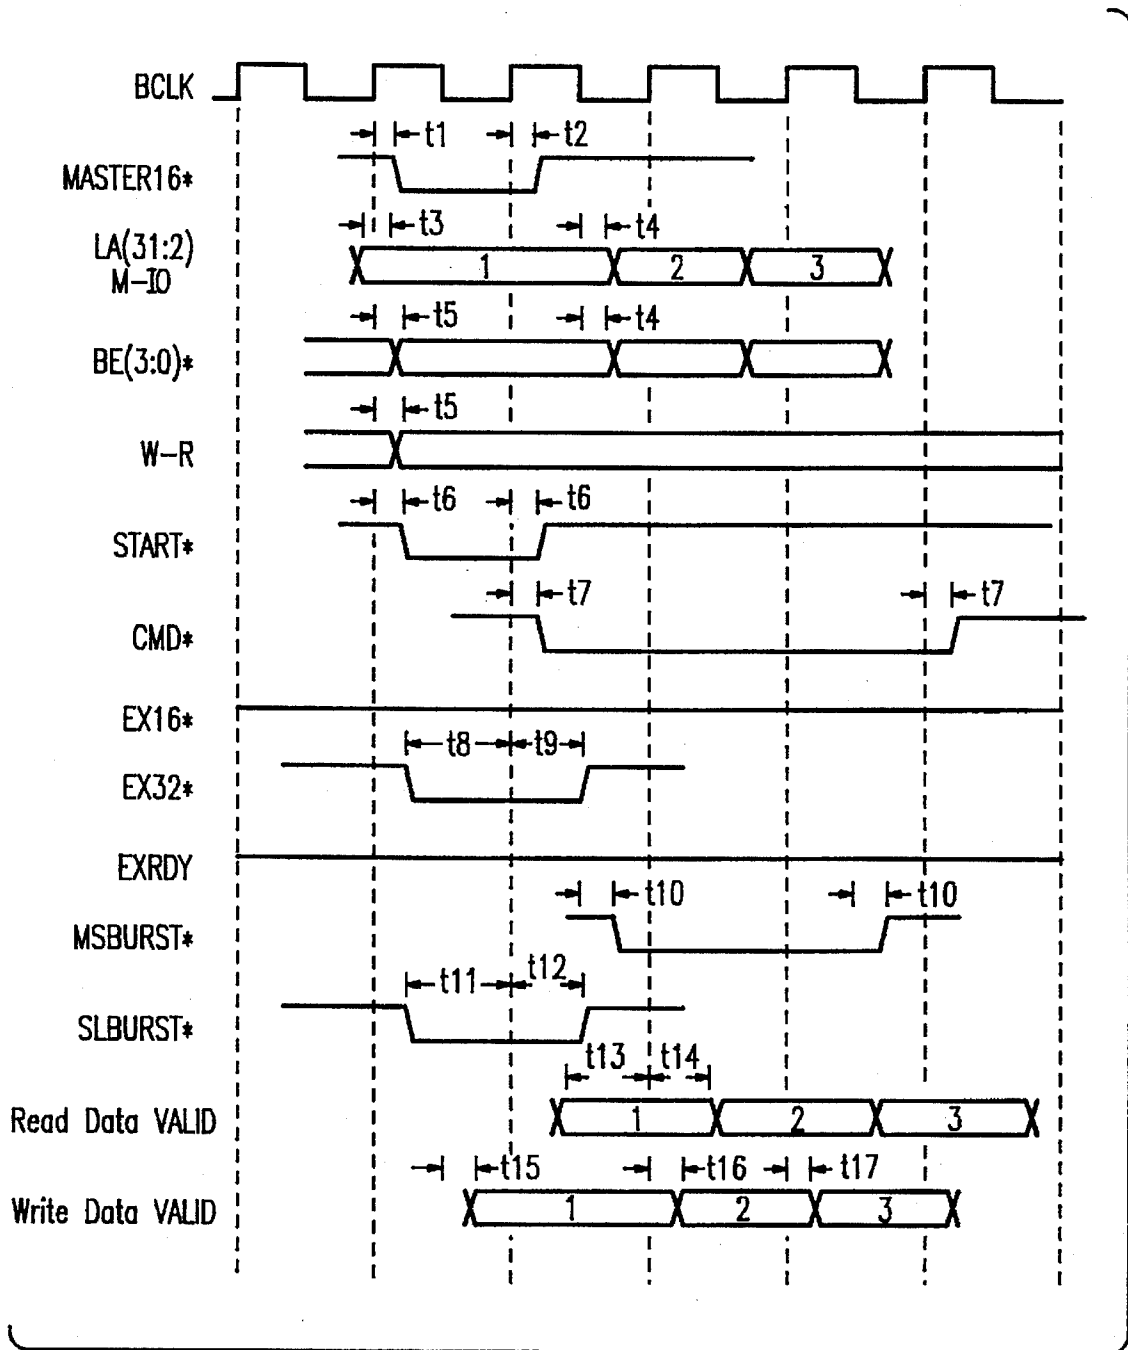 BCLK
t1 t2
MASTER16*
t3 t4
LA(31:2)
M-IO
1 2 3
t5 t4
BE(3:0)*
t5
W-R
t6 t6
START*
t7 t7
CMD*
EX16*
t8 t9
EX32*
EXRDY
t10 t10
MSBURST*
t11 t12
SLBURST*
t13 t14
Read Data VALID 1 2 3
t15 t16 t17
Write Data VALID 1 2 3